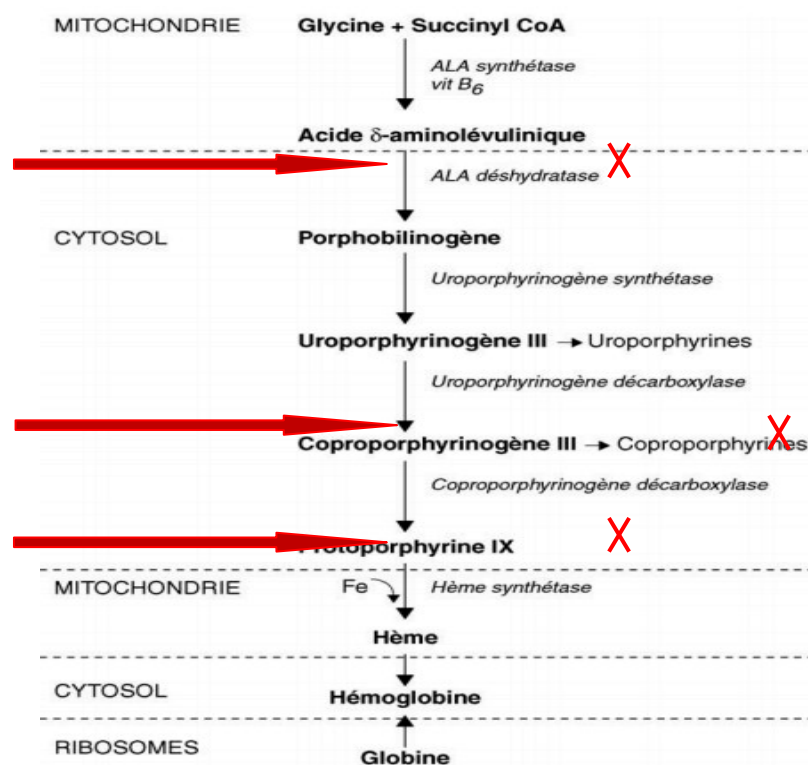 MITOCHONDRIE Glycine + Succinyl CoA
ALA synthétase
vit B6
Acide δ-aminolévulinique
ALA déshydratase X
CYTOSOL Porphobilinogène
Uroporphyrinogène synthétase
Uroporphyrinogène III → Uroporphyrines
Uroporphyrinogène décarboxylase
Coproporphyrinogène III → Coproporphyrines X
Coproporphyrinogène décarboxylase
Protoporphyrine IX X
MITOCHONDRIE Fe Hème synthétase
Hème
CYTOSOL Hémoglobine
RIBOSOMES Globine